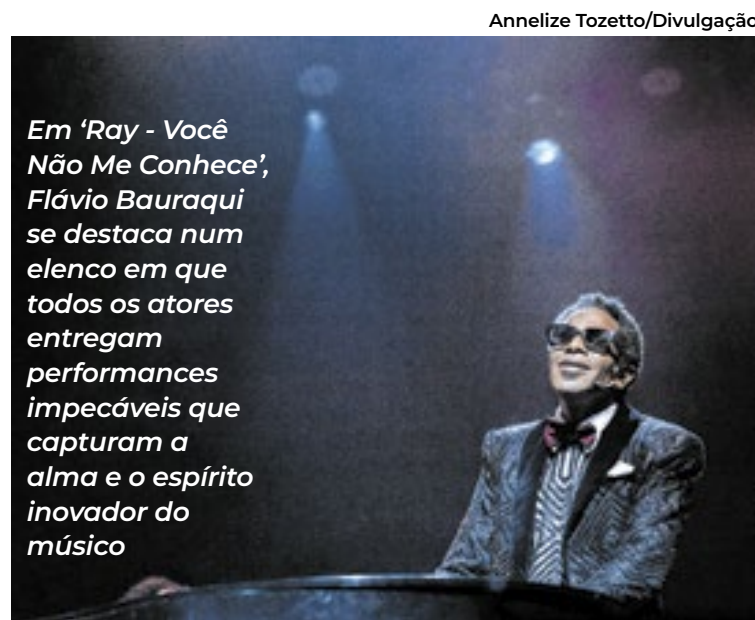 Annelize Tozetto/Divulgação
Em ‘Ray - Você
Não Me Conhece’,
Flávio Bauraqui
se destaca num
elenco em que
todos os atores
entregam
performances
impecáveis que
capturam a
alma e o espírito
inovador do
músico